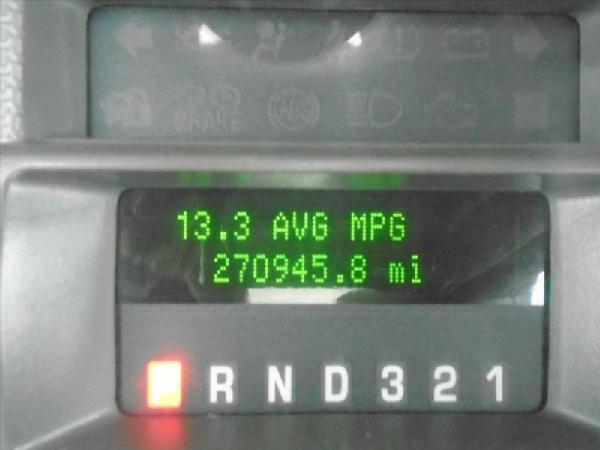 BRAKE
ABS
13.3 AVG MPG
270945.8 mi
P R N D 3 2 1